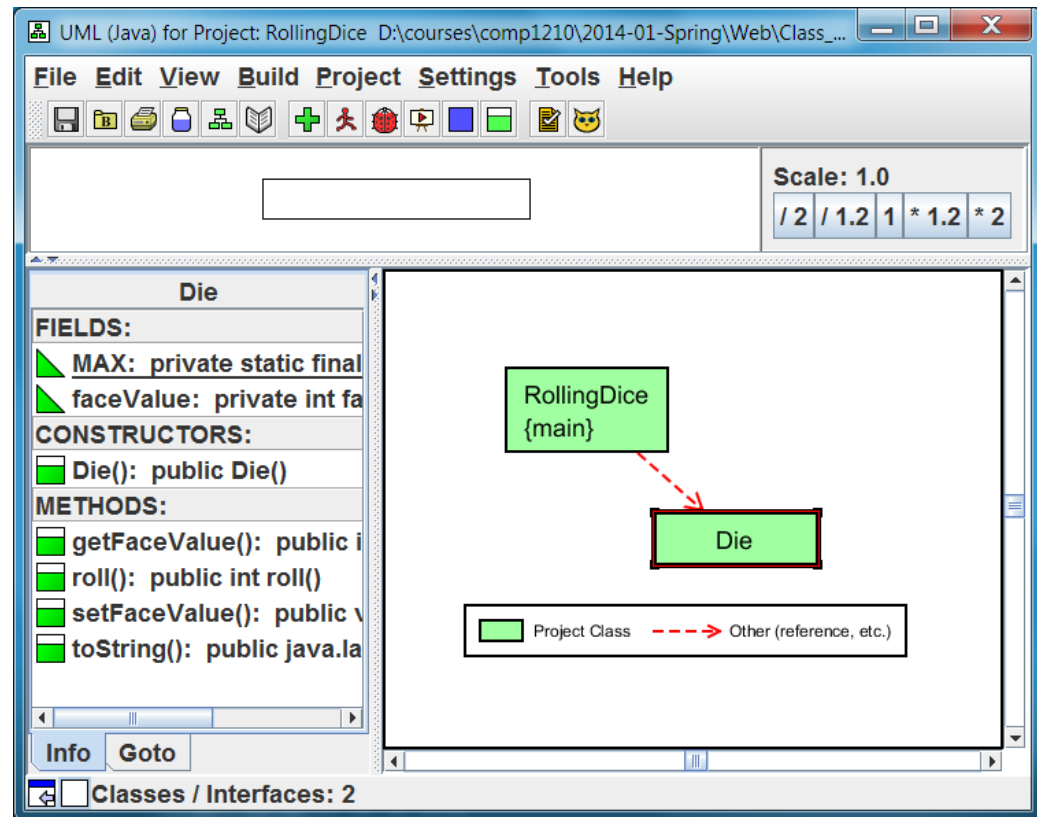 UML (Java) for Project: RollingDice D:\courses\comp1210\2014-01-Spring\Web\Class_...
File Edit View Build Project Settings Tools Help
B
Scale: 1.0
/ 2 / 1.2 1 * 1.2 * 2
Die
FIELDS:
MAX: private static final
faceValue: private int fa
CONSTRUCTORS:
Die(): public Die()
METHODS:
getFaceValue(): public i
roll(): public int roll()
setFaceValue(): public v
toString(): public java.la
Info Goto
RollingDice
{main}
Die
Project Class Other (reference, etc.)
Classes / Interfaces: 2